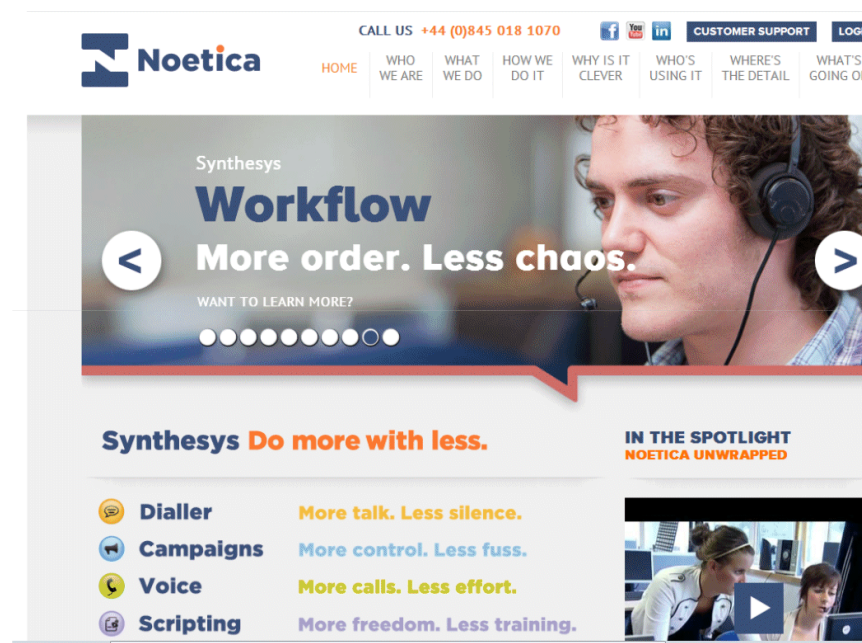 CALL US +44 (0)845 018 1070
CUSTOMER SUPPORT
Noetica
HOME
WHO
WE ARE
WHAT
WE DO
HOW WE
DO IT
WHY IS IT
CLEVER
WHO'S
USING IT
WHERE'S
THE DETAIL
WHAT'S
GOING
Synthesys
Workflow
More order. Less chaos.
WANT TO LEARN MORE?
Synthesys Do more with less.
IN THE SPOTLIGHT
NOETICA UNWRAPPED
Dialler More talk. Less silence.
Campaigns More control. Less fuss.
Voice More calls. Less effort.
Scripting More freedom. Less training.